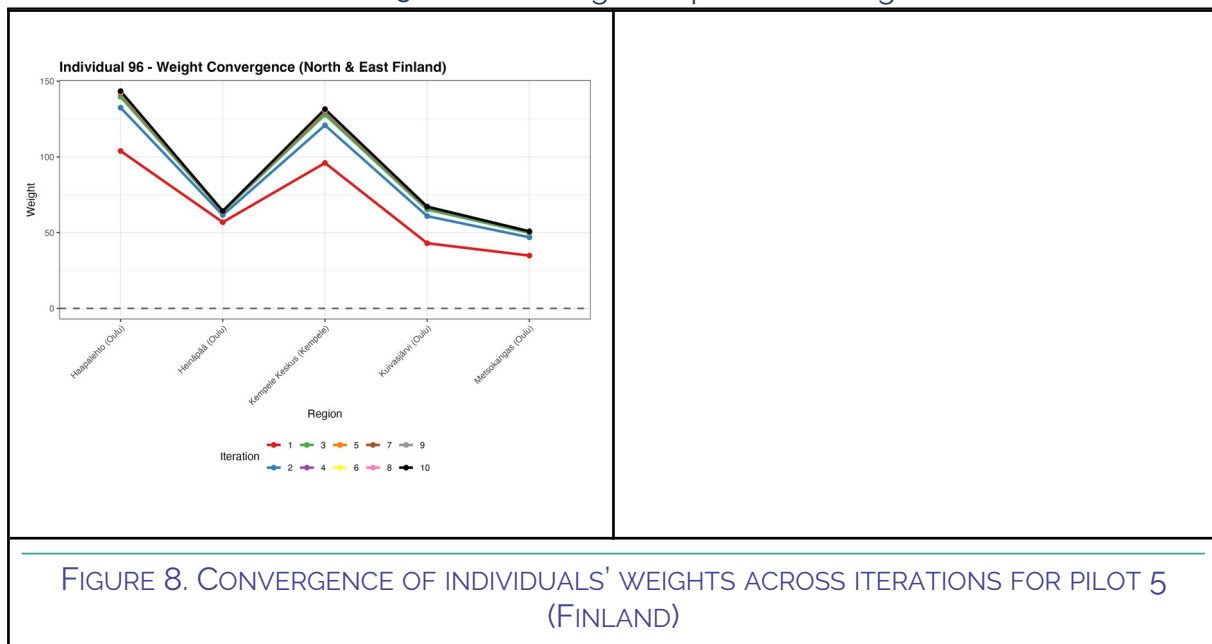 Individual 96 - Weight Convergence (North & East Finland)
150
100
50
0
Weight
Haapalehto (Oulu)
Heinäpää (Oulu)
Kempele Keskus (Kempele)
Kuivasjärvi (Oulu)
Metsokangas (Oulu)
Region
Iteration
1 3 5 7 9
2 4 6 8 10
FIGURE 8. CONVERGENCE OF INDIVIDUALS’ WEIGHTS ACROSS ITERATIONS FOR PILOT 5
(FINLAND)